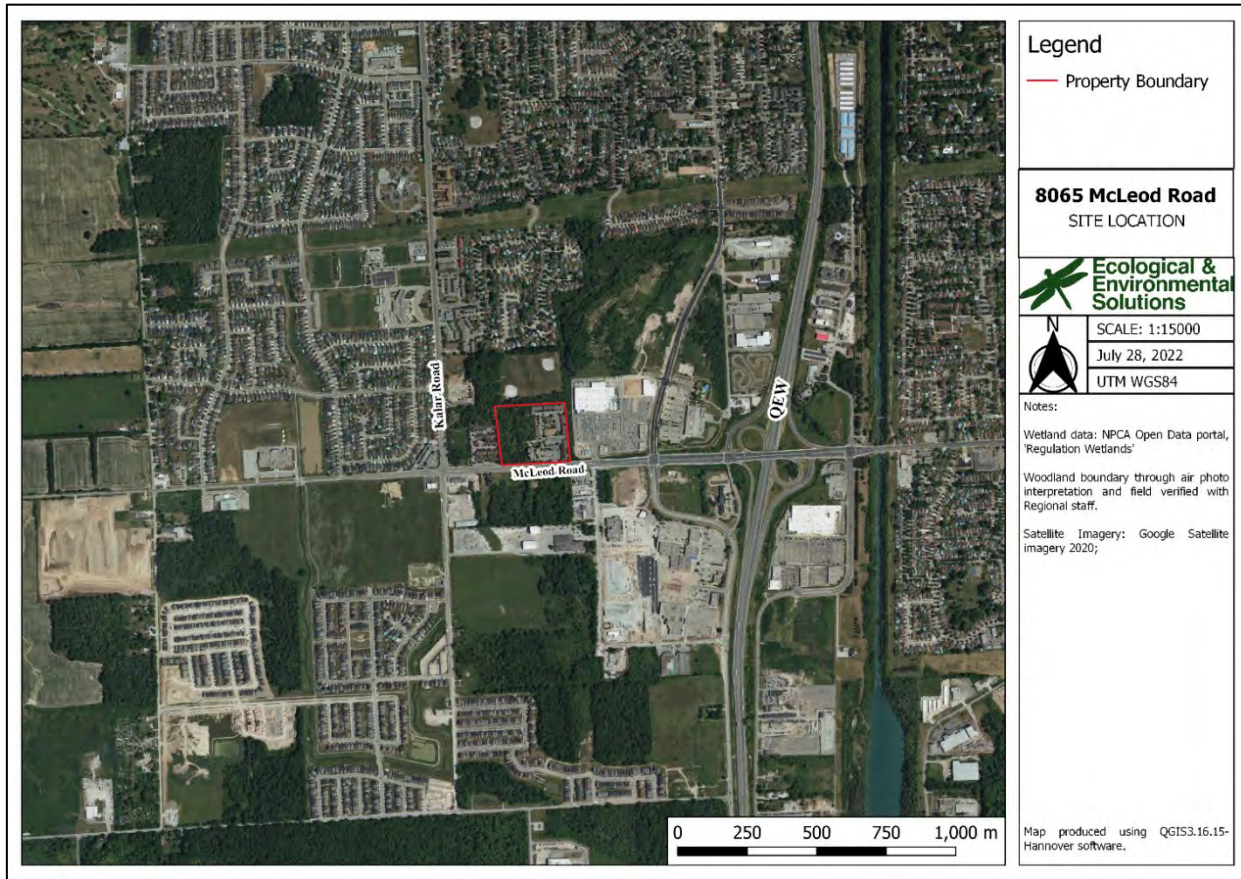 Kalar Road
QEW
McLeod Road
0 250 500 750 1,000 m
Legend
Property Boundary
8065 McLeod Road
SITE LOCATION
Ecological &
Environmental
Solutions
N
SCALE: 1:15000
July 28, 2022
UTM WGS84
Notes:
Wetland data: NPCA Open Data portal,
'Regulation Wetlands'
Woodland boundary through air photo
interpretation and field verified with
Regional staff.
Satellite Imagery: Google Satellite
imagery 2020;
Map produced using QGIS3.16.15-
Hannover software.